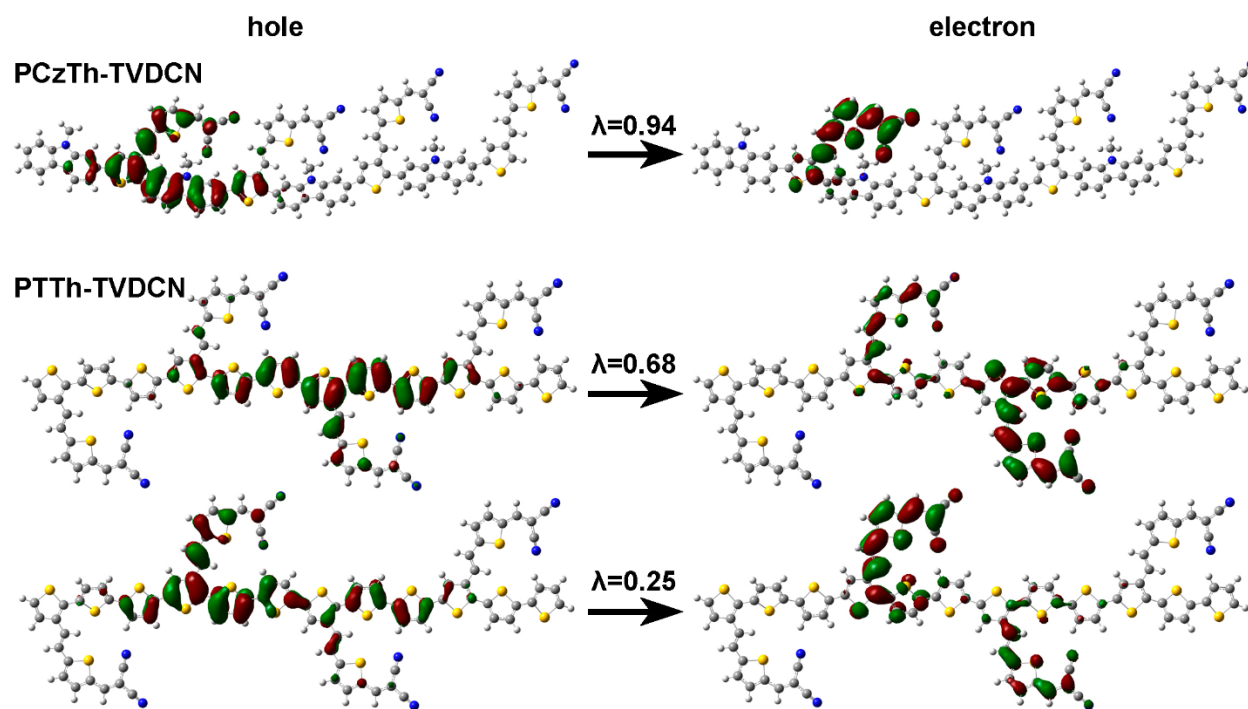 hole
electron
PCzTh-TVDCN
λ=0.94
PTTh-TVDCN
λ=0.68
λ=0.25